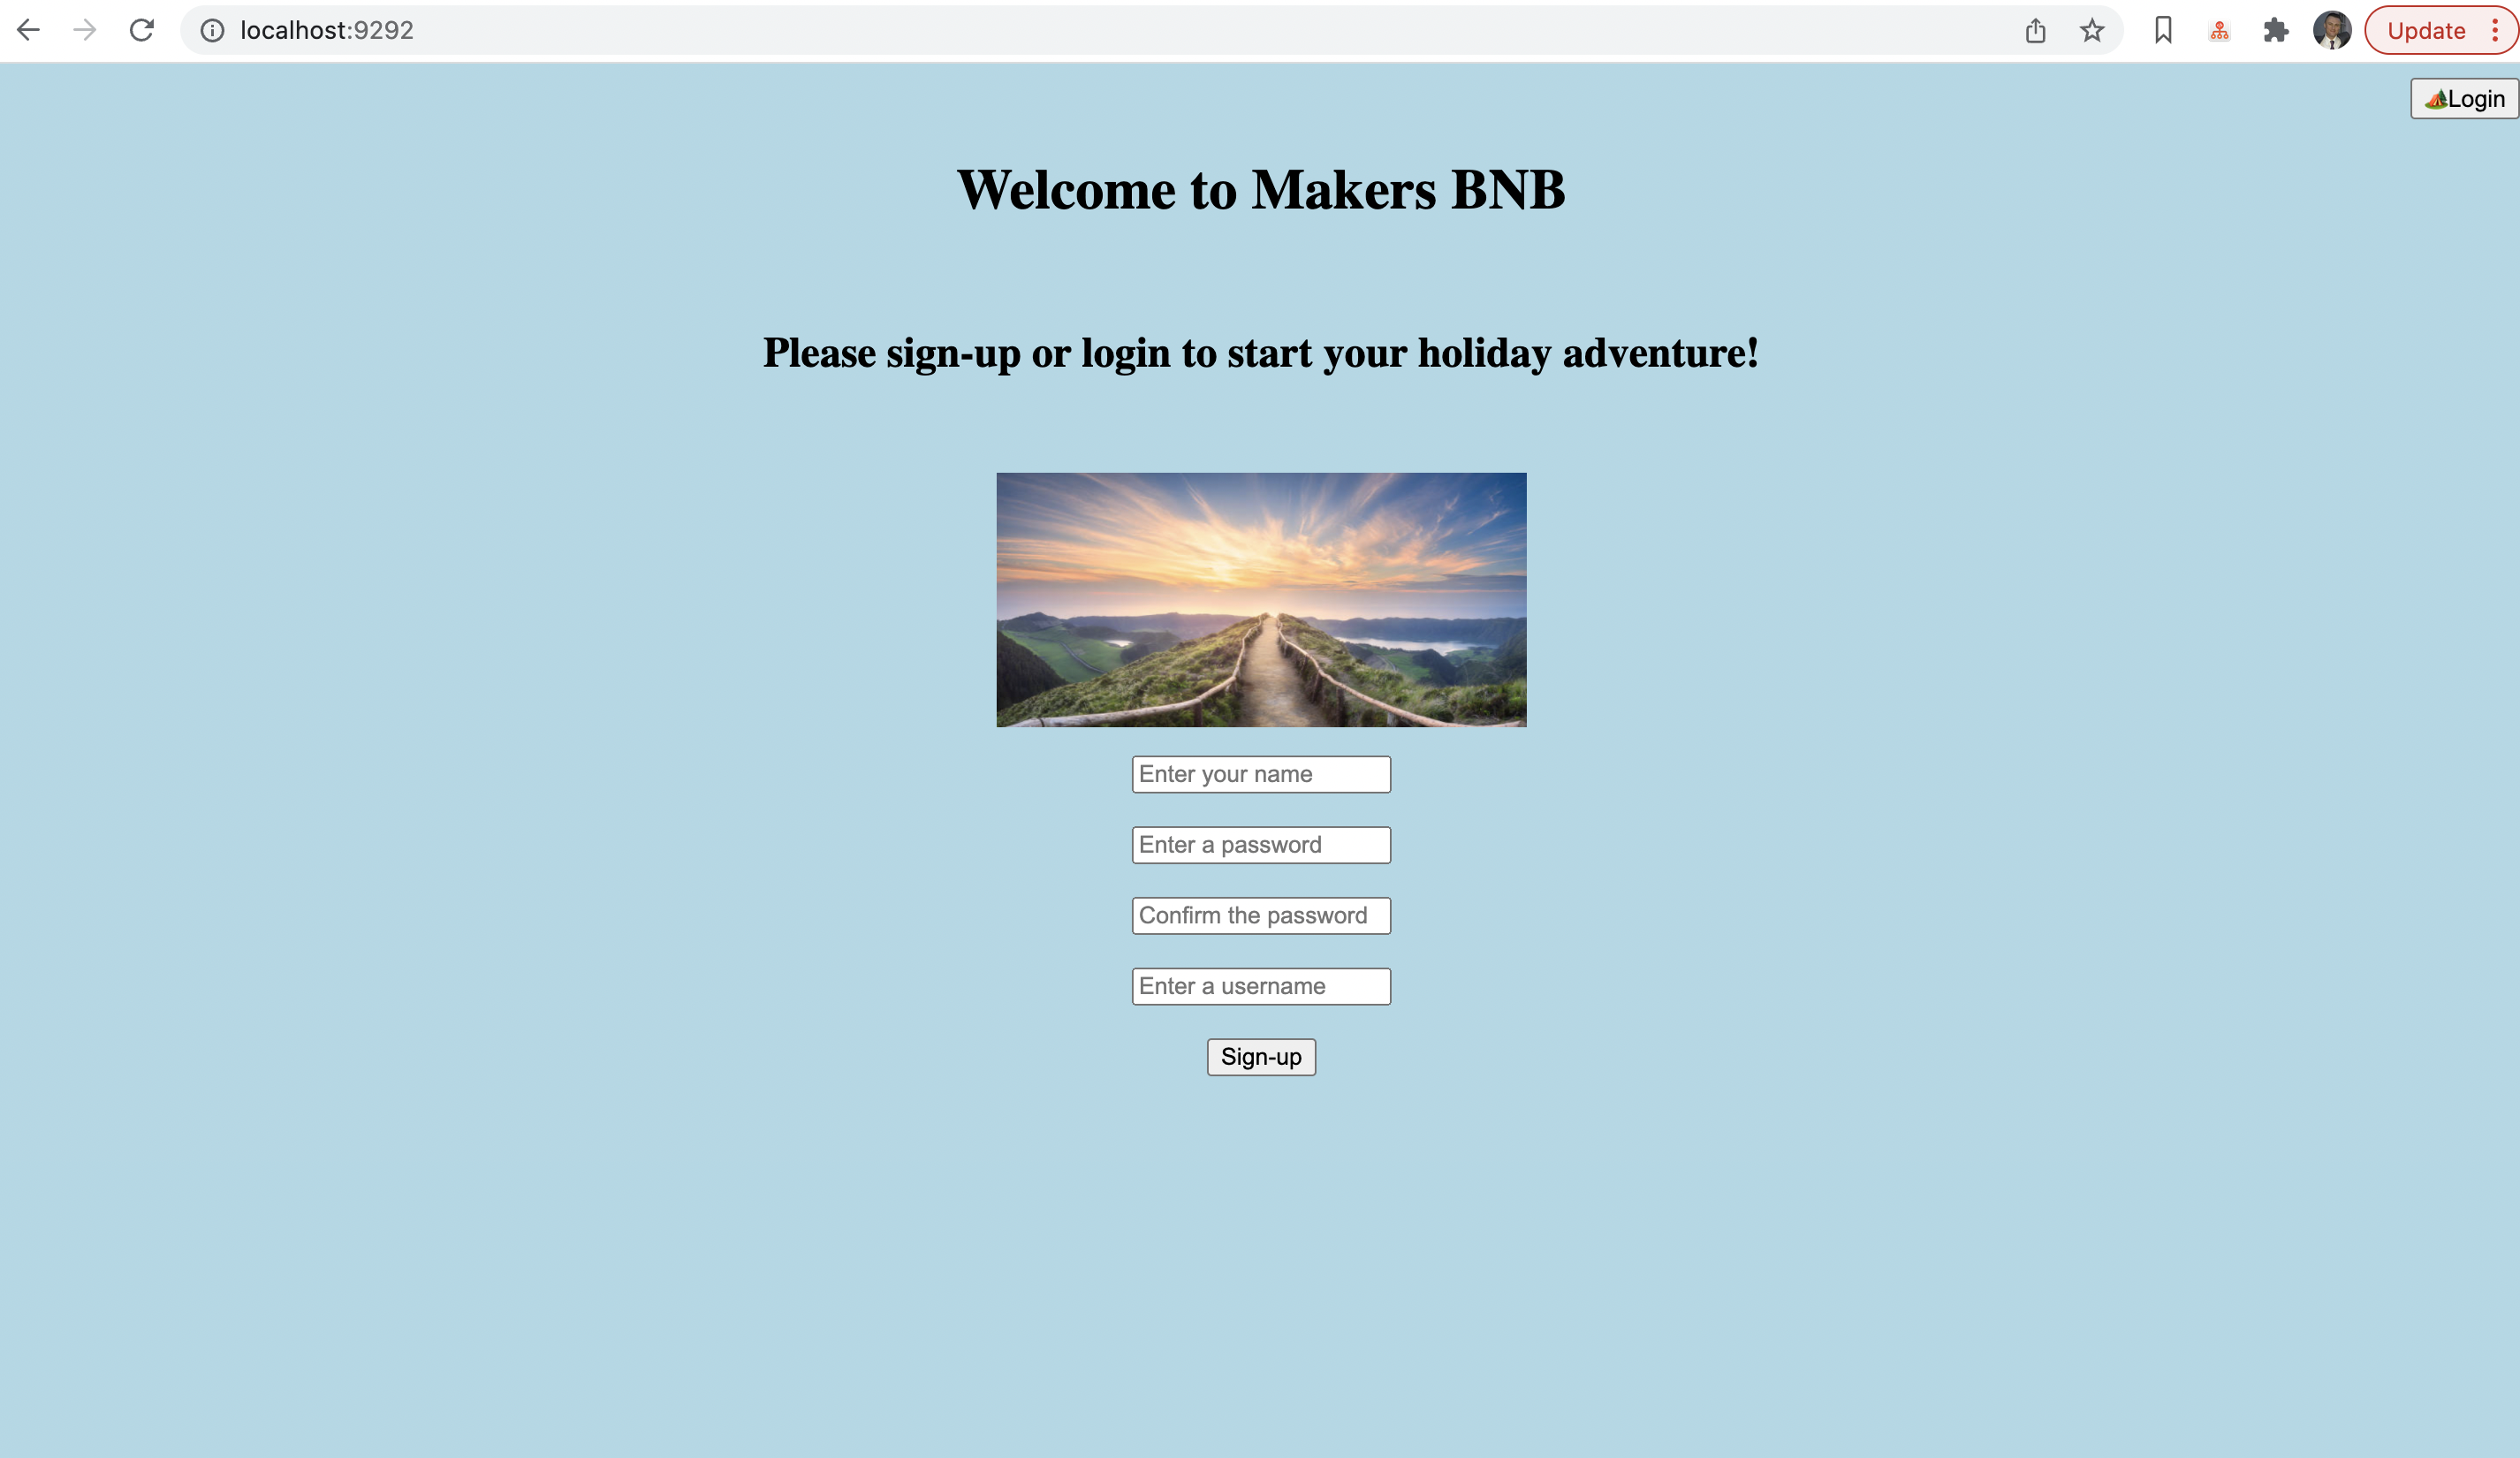 localhost:9292
Update
🏕Login
Welcome to Makers BNB
Please sign-up or login to start your holiday adventure!
Enter your name
Enter a password
Confirm the password
Enter a username
Sign-up